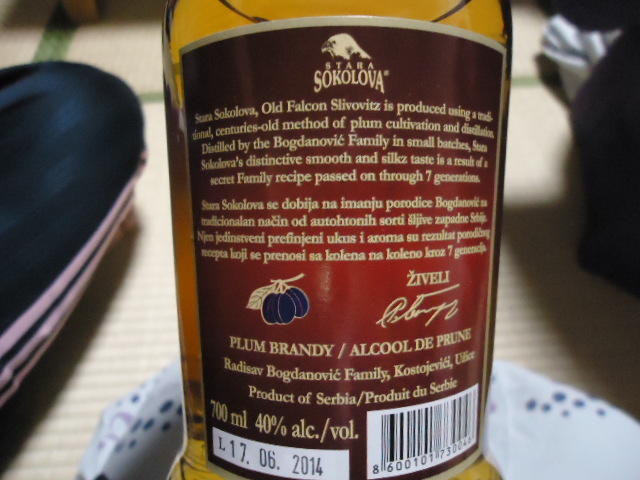 STARA
SOKOLOVA®
Stara Sokolova, Old Falcon Slivovitz is produced using a tradi-
tional, centuries-old method of plum cultivation and distillation.
Distilled by the Bogdanović Family in small batches, Stara
Sokolova's distinctive smooth and silkz taste is a result of a
secret Family recipe passed on through 7 generations.
Stara Sokolova se dobija na imanju porodice Bogdanović na
tradicionalan način od autohtonih sorti šljive zapadne Srbije.
Njen jedinstveni prefinjeni ukus i aroma su rezultat porodičnog
recepta koji se prenosi sa kolena na koleno kroz 7 generacija.
ŽIVELI
PLUM BRANDY / ALCOOL DE PRUNE
Radisav Bogdanović Family, Kostojevići, Užice
Product of Serbia/Produit du Serbie
700 ml 40% alc./vol.
L17. 06. 2014
8 600101 730046